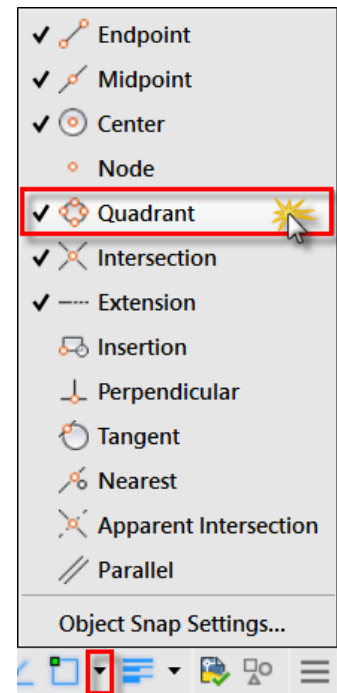 Endpoint
Midpoint
Center
Node
Quadrant
Intersection
Extension
Insertion
Perpendicular
Tangent
Nearest
Apparent Intersection
Parallel
Object Snap Settings...